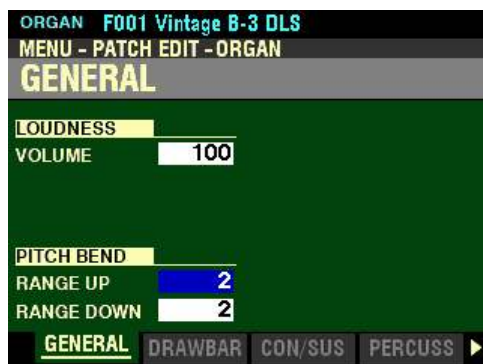 ORGAN F001 Vintage B-3 DLS
MENU - PATCH EDIT - ORGAN
GENERAL
LOUDNESS
VOLUME 100
PITCH BEND
RANGE UP 2
RANGE DOWN 2
GENERAL DRAWBAR CON/SUS PERCUSS